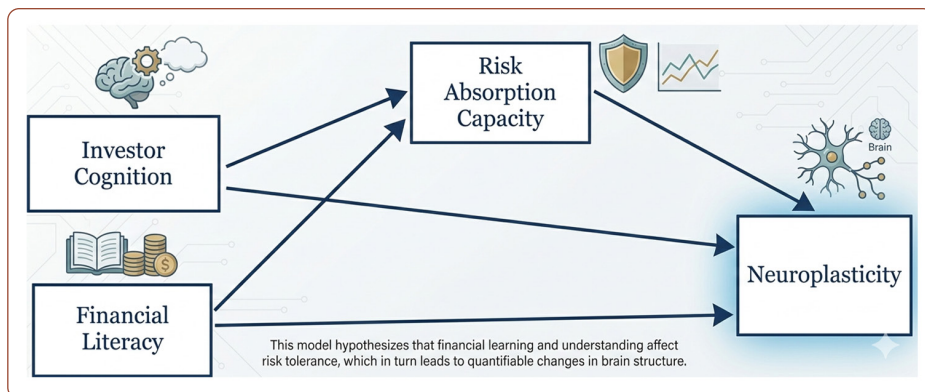 Risk
Absorption
Capacity
Investor
Cognition
Brain
$
Financial
Literacy
Neuroplasticity
This model hypothesizes that financial learning and understanding affect
risk tolerance, which in turn leads to quantifiable changes in brain structure.